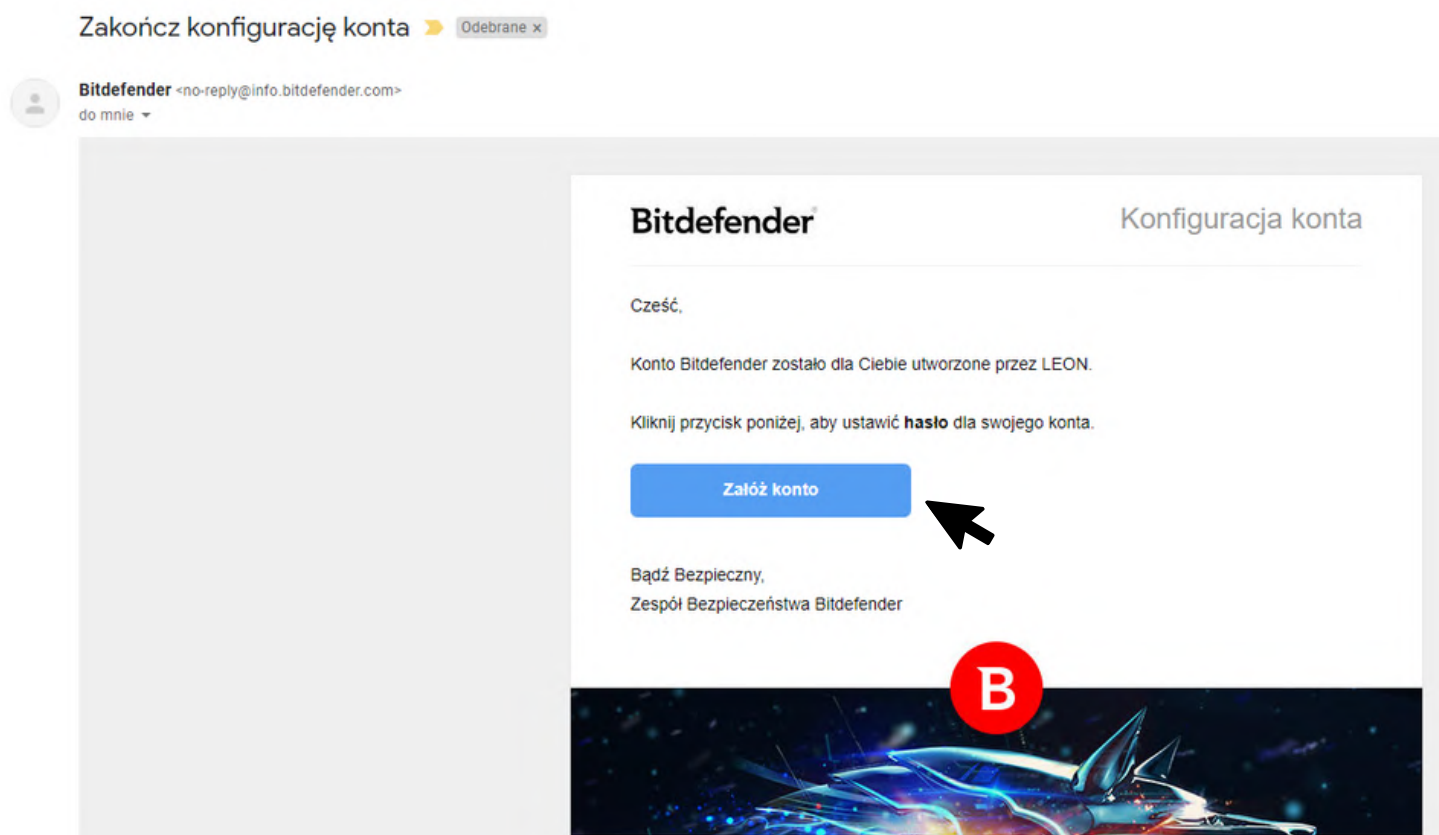 Zakończ konfigurację konta Odebrane x
Bitdefender <no-reply@info.bitdefender.com>
do mnie
Bitdefender® Konfiguracja konta
Cześć,
Konto Bitdefender zostało dla Ciebie utworzone przez LEON.
Kliknij przycisk poniżej, aby ustawić hasło dla swojego konta.
Załóż konto
Bądź Bezpieczny,
Zespół Bezpieczeństwa Bitdefender
B